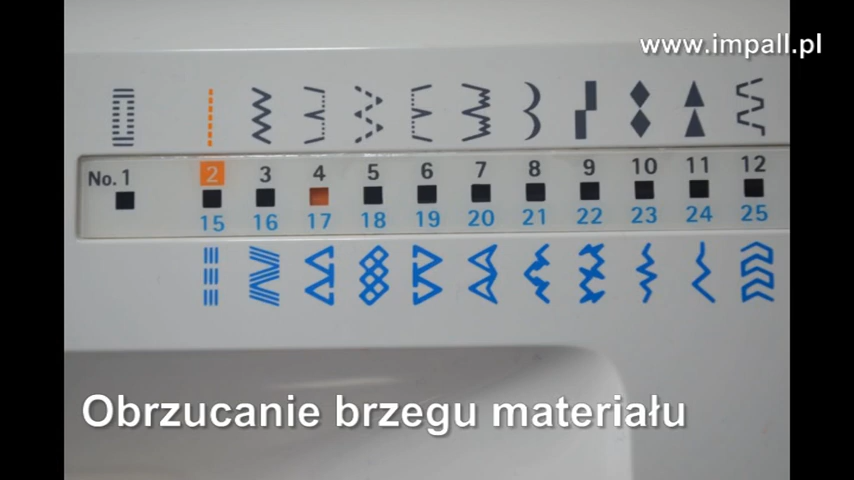 www.impall.pl
No. 1 2 3 4 5 6 7 8 9 10 11 12
15 16 17 18 19 20 21 22 23 24 25
Obrzucanie brzegu materiału